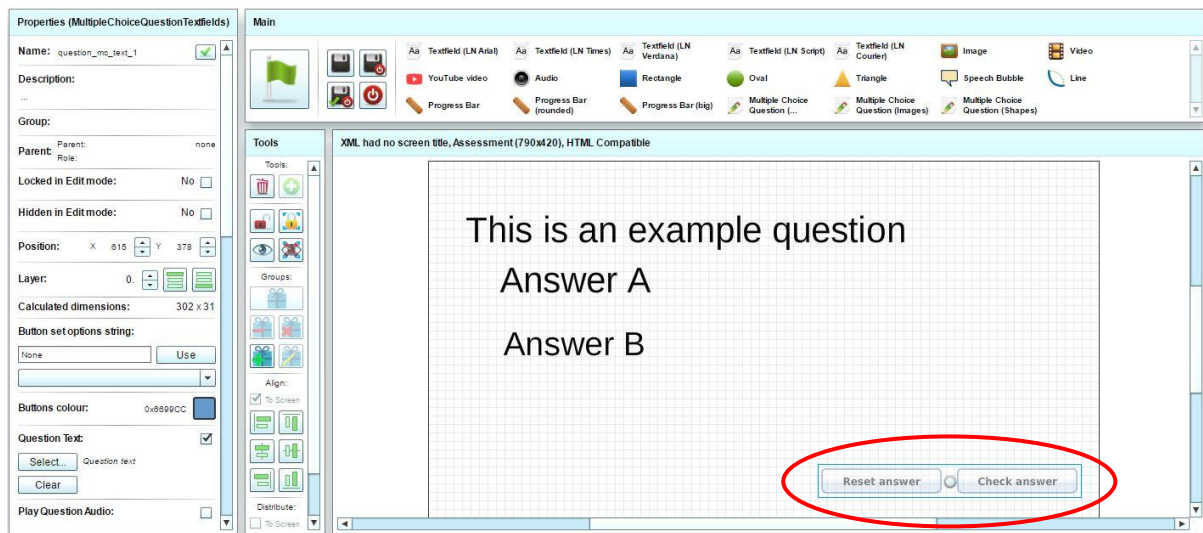 Properties (MultipleChoiceQuestionTextfields)
Name: question_mc_text_1
Description:
...
Group:
Parent: Parent: none
Role:
Locked in Edit mode: No
Hidden in Edit mode: No
Position: X 615 Y 378
Layer: 0.
Calculated dimensions: 302 x 31
Button set options string:
None Use
Buttons colour: 0x6699CC
Question Text:
Select... Question text
Clear
Play Question Audio:
Main
Aa Textfield (LN Arial) Aa Textfield (LN Times) Aa Textfield (LN Verdana) Aa Textfield (LN Script) Aa Textfield (LN Courier) Image Video
YouTube video Audio Rectangle Oval Triangle Speech Bubble Line
Progress Bar Progress Bar (rounded) Progress Bar (big) Multiple Choice Question (... Multiple Choice Question (Images) Multiple Choice Question (Shapes)
Tools
Tools:
Groups:
Align:
To Screen
Distribute:
To Screen
XML had no screen title, Assessment (790x420), HTML Compatible
This is an example question
Answer A
Answer B
Reset answer Check answer